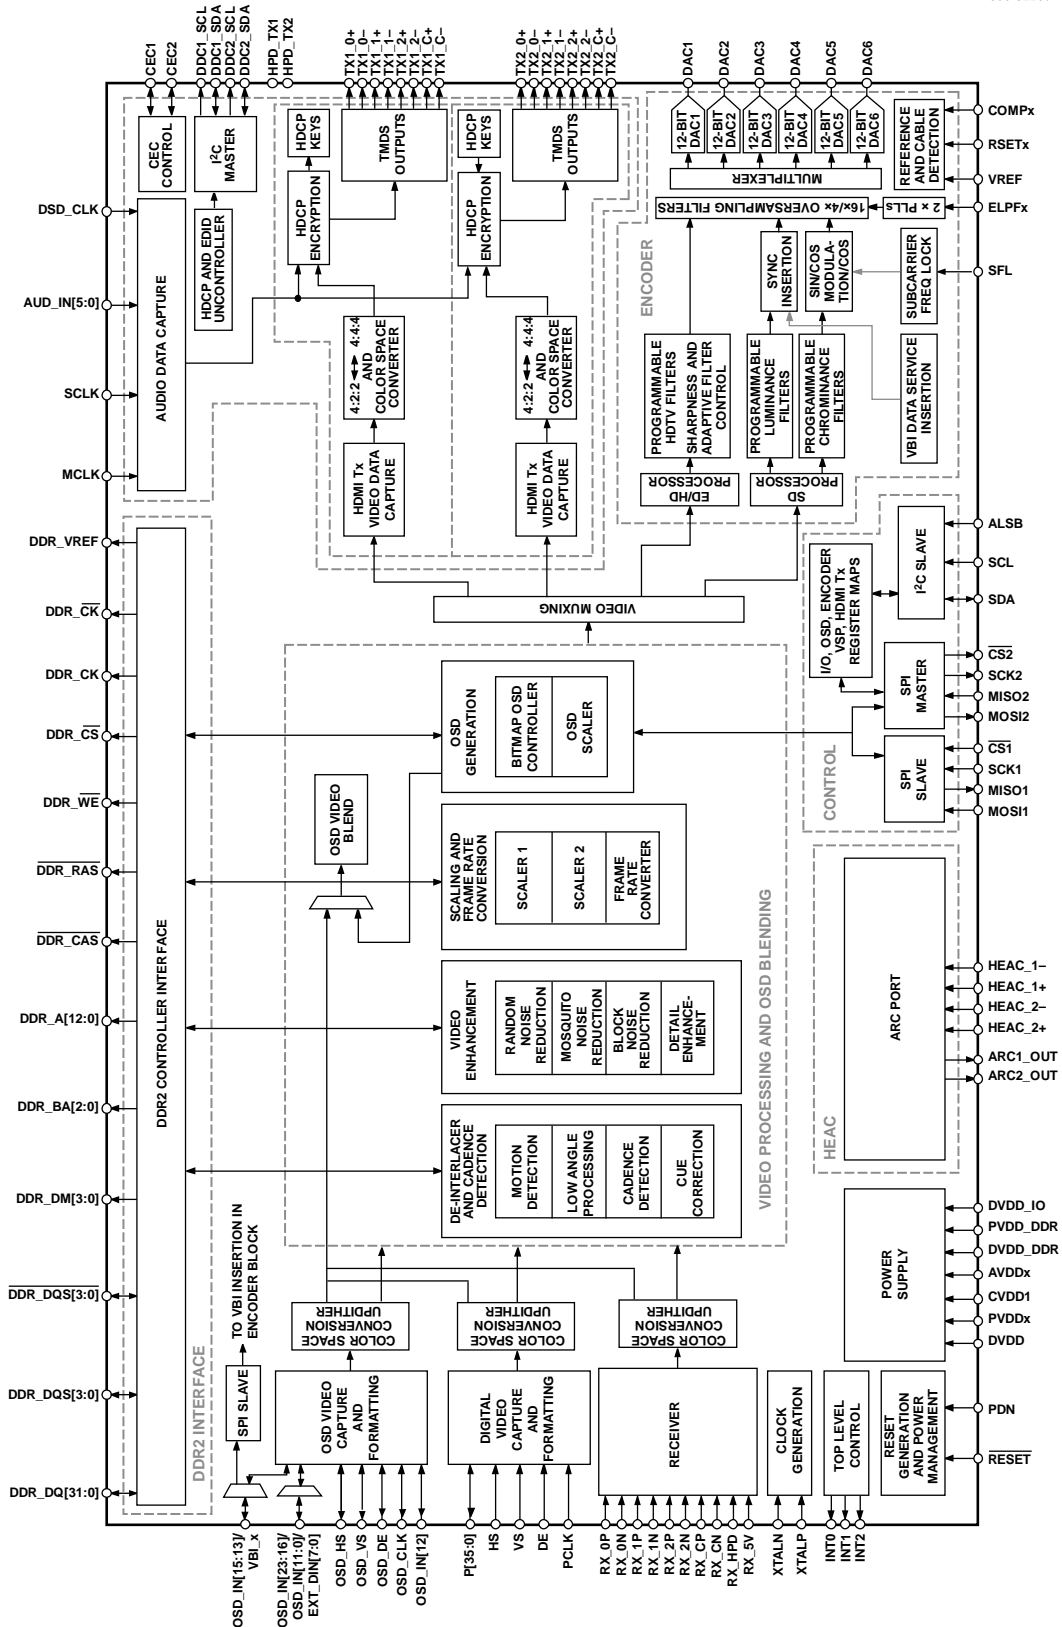 CEC1
CEC2
DDC1_SCL
DDC1_SDA
DDC2_SCL
DDC2_SDA
HPD_TX1
HPD_TX2
TX1_0+
TX1_0–
TX1_1+
TX1_1–
TX1_2+
TX1_2–
TX1_C+
TX1_C–
TX2_0+
TX2_0–
TX2_1+
TX2_1–
TX2_2+
TX2_2–
TX2_C+
TX2_C–
DAC1
DAC2
DAC3
DAC4
DAC5
DAC6
DSD_CLK
AUD_IN[5:0]
SCLK
MCLK
DDR_VREF
DDR_CK
DDR_CK
DDR_CS
DDR_WE
DDR_RAS
DDR_CAS
DDR_A[12:0]
DDR_BA[2:0]
DDR_DM[3:0]
DDR_DQS[3:0]
DDR_DQS[3:0]
DDR_DQ[31:0]
COMPx
RSETx
VREF
ELPFx
SFL
ALSB
SCL
SDA
CS2
SCK2
MISO2
MOSI2
CS1
SCK1
MISO1
MOSI1
HEAC_1–
HEAC_1+
HEAC_2–
HEAC_2+
ARC1_OUT
ARC2_OUT
DVDD_IO
PVDD_DDR
DVDD_DDR
AVDDx
CVDD1
PVDDx
DVDD
PDN
RESET
CEC
CONTROL
I²C
MASTER
HDCP AND EDID
UNCONTROLLER
AUDIO DATA CAPTURE
HDCP
KEYS
HDCP
ENCRYPTION
TMDS
OUTPUTS
HDCP
KEYS
HDCP
ENCRYPTION
TMDS
OUTPUTS
4:2:2 4:4:4
AND
COLOR SPACE
CONVERTER
4:2:2 4:4:4
AND
COLOR SPACE
CONVERTER
HDMI Tx
VIDEO DATA
CAPTURE
HDMI Tx
VIDEO DATA
CAPTURE
12-BIT
DAC1
12-BIT
DAC2
12-BIT
DAC3
12-BIT
DAC4
12-BIT
DAC5
12-BIT
DAC6
MULTIPLEXER
REFERENCE
AND CABLE
DETECTION
16x/4x OVERSAMPLING FILTERS
2 x PLLs
ENCODER
SYNC
INSERTION
SIN/COS
MODULA-
TION/COS
SUBCARRIER
FREQ LOCK
PROGRAMMABLE
HDTV FILTERS
SHARPNESS AND
ADAPTIVE FILTER
CONTROL
PROGRAMMABLE
LUMINANCE
FILTERS
PROGRAMMABLE
CHROMINANCE
FILTERS
VBI DATA SERVICE
INSERTION
ED/HD
PROCESSOR
SD
PROCESSOR
VIDEO MUXING
DDR2 CONTROLLER INTERFACE
DDR2 INTERFACE
I/O, OSD, ENCODER
VSP, HDMI Tx
REGISTER MAPS
I²C SLAVE
SPI
MASTER
SPI
SLAVE
CONTROL
OSD
GENERATION
BITMAP OSD
CONTROLLER
OSD
SCALER
OSD VIDEO
BLEND
SCALING AND
FRAME RATE
CONVERSION
SCALER 1
SCALER 2
FRAME
RATE
CONVERTER
VIDEO
ENHANCEMENT
RANDOM
NOISE
REDUCTION
MOSQUITO
NOISE
REDUCTION
BLOCK
NOISE
REDUCTION
DETAIL
ENHANCE-
MENT
DE-INTERLACER
AND CADENCE
DETECTION
MOTION
DETECTION
LOW ANGLE
PROCESSING
CADENCE
DETECTION
CUE
CORRECTION
VIDEO PROCESSING AND OSD BLENDING
ARC PORT
HEAC
POWER
SUPPLY
TO VBI INSERTION IN
ENCODER BLOCK
SPI SLAVE
COLOR SPACE
CONVERSION
UPDITHER
COLOR SPACE
CONVERSION
UPDITHER
COLOR SPACE
CONVERSION
UPDITHER
OSD VIDEO
CAPTURE
AND
FORMATTING
DIGITAL
VIDEO
CAPTURE
AND
FORMATTING
RECEIVER
CLOCK
GENERATION
TOP LEVEL
CONTROL
RESET
GENERATION
AND POWER
MANAGEMENT
OSD_IN[15:13]/
VBI_x
OSD_IN[23:16]/
OSD_IN[11:0]/
EXT_DIN[7:0]
OSD_HS
OSD_VS
OSD_DE
OSD_CLK
OSD_IN[12]
P[35:0]
HS
VS
DE
PCLK
RX_0P
RX_0N
RX_1P
RX_1N
RX_2P
RX_2N
RX_CP
RX_CN
RX_HPD
RX_5V
XTALN
XTALP
INT0
INT1
INT2